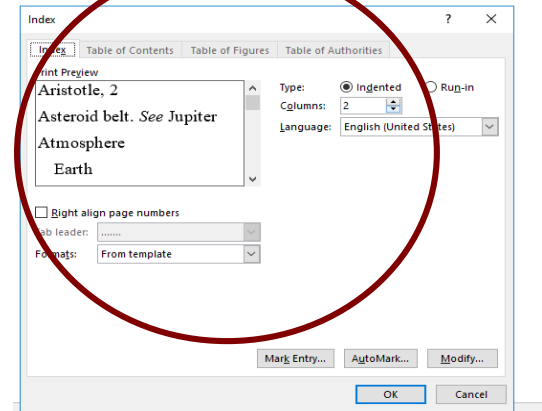 Index ? ×
Index Table of Contents Table of Figures Table of Authorities
Print Preview
Aristotle, 2
Asteroid belt. See Jupiter
Atmosphere
Earth
Type: Indented Run-in
Columns: 2
Language: English (United States)
Right align page numbers
Tab leader: .......
Formats: From template
Mark Entry... AutoMark... Modify...
OK Cancel